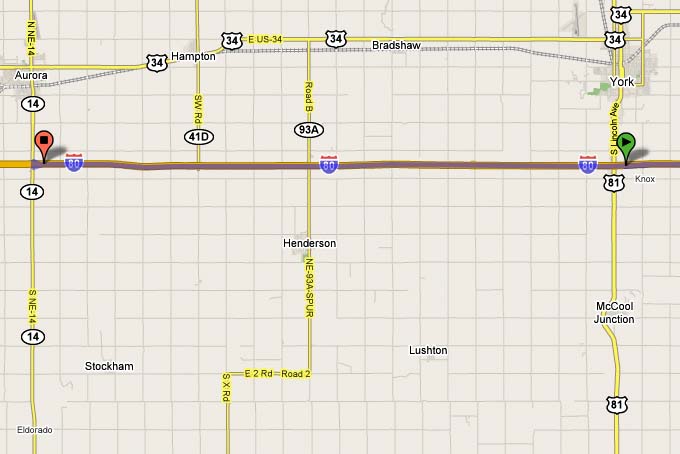 34
N NE-14
34
E US-34
34
34
Bradshaw
Hampton
34
Aurora
York
14
SW Rd
Road B
S Lincoln Ave
41D
93A
80
80
80
Knox
14
81
Henderson
NE-93A-SPUR
S NE-14
McCool
Junction
14
Lushton
Stockham
E 2 Rd
Road 2
S X Rd
81
Eldorado